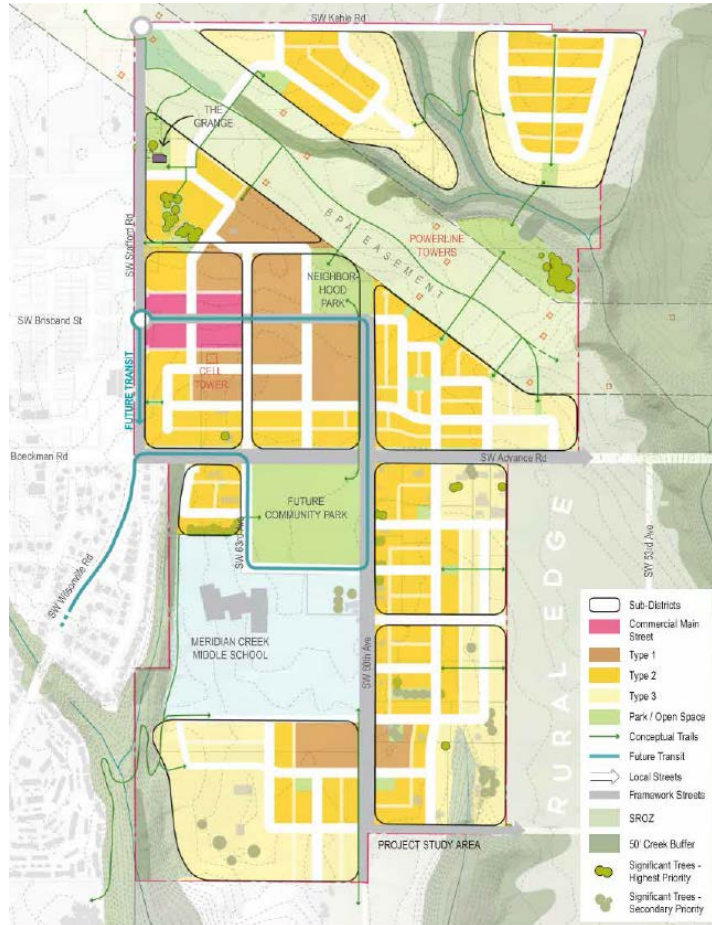 SW Kahle Rd
THE
GRANGE
SW Stafford Rd
BPA EASEMENT
POWERLINE
TOWERS
NEIGHBOR-
HOOD
PARK
SW Brisband St
FUTURE TRANSIT
CELL
TOWER
Boeckman Rd
SW Advance Rd
FUTURE
COMMUNITY PARK
SW 63rd Ave
SW Wilsonville Rd
MERIDIAN CREEK
MIDDLE SCHOOL
SW 60th Ave
RURAL EDGE
SW 53rd Ave
PROJECT STUDY AREA
Sub-Districts
Commercial Main
Street
Type 1
Type 2
Type 3
Park / Open Space
Conceptual Trails
Future Transit
Local Streets
Framework Streets
SROZ
50' Creek Buffer
Significant Trees -
Highest Priority
Significant Trees -
Secondary Priority